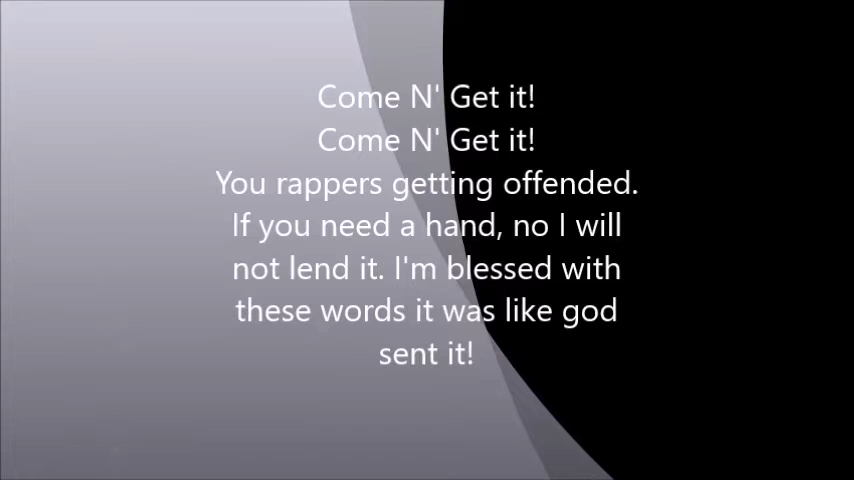 Come N' Get it!
Come N' Get it!
You rappers getting offended.
If you need a hand, no I will
not lend it. I'm blessed with
these words it was like god
sent it!